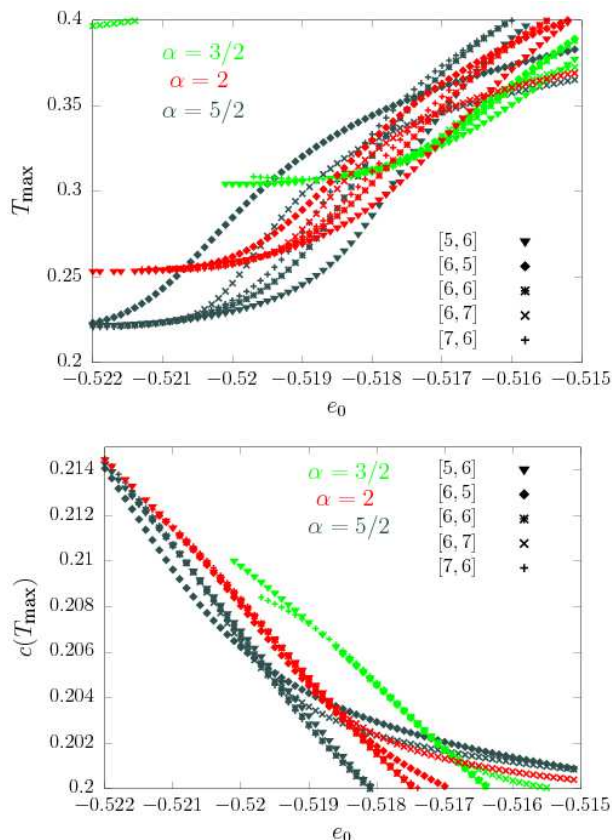 0.4
α = 3/2
α = 2
α = 5/2
0.35
T_max
0.3
[5, 6]
[6, 5]
0.25
[6, 6]
[6, 7]
[7, 6]
0.2
−0.522 −0.521 −0.52 −0.519 −0.518 −0.517 −0.516 −0.515
e_0
0.214
α = 3/2 [5, 6]
α = 2 [6, 5]
0.212
α = 5/2 [6, 6]
[6, 7]
0.21
[7, 6]
c(T_max)
0.208
0.206
0.204
0.202
0.2
−0.522 −0.521 −0.52 −0.519 −0.518 −0.517 −0.516 −0.515
e_0